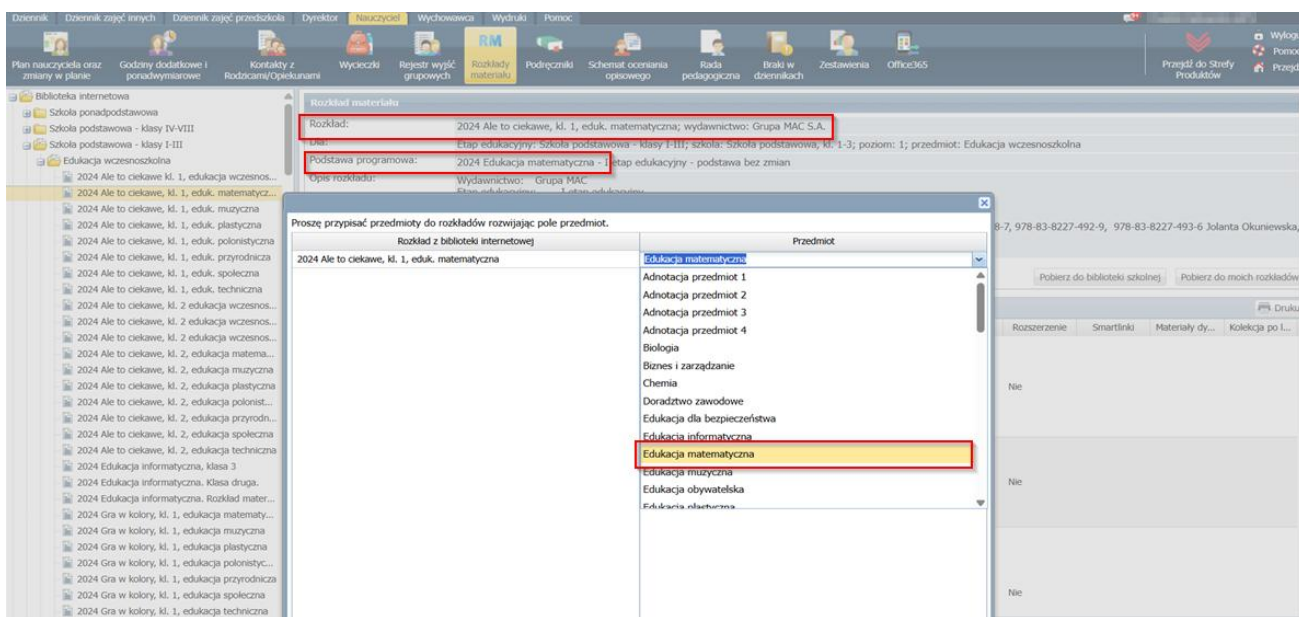 Dziennik Dziennik zajęć innych Dziennik zajęć przedszkola Dyrektor Nauczyciel Wychowawca Wydruki Pomoc
Plan nauczyciela oraz zmiany w planie
Godziny dodatkowe i ponadwymiarowe
Kontakty z Rodzicami/Opiekunami
Wycieczki
Rejestr wyjść grupowych
RM
Rozkłady materiału
Podręczniki
Schemat oceniania opisowego
Rada pedagogiczna
Braki w dziennikach
Zestawienia
Office365
Przejdź do Strefy Produktów
Wylogu
Pomoc
Przejd
Biblioteka internetowa
Szkoła ponadpodstawowa
Szkoła podstawowa - klasy IV-VIII
Szkoła podstawowa - klasy I-III
Edukacja wczesnoszkolna
2024 Ale to ciekawe kl. 1, edukacja wczesnos...
2024 Ale to ciekawe, kl. 1, eduk. matematycz...
2024 Ale to ciekawe, kl. 1, eduk. muzyczna
2024 Ale to ciekawe, kl. 1, eduk. plastyczna
2024 Ale to ciekawe, kl. 1, eduk. polonistyczna
2024 Ale to ciekawe, kl. 1, eduk. przyrodnicza
2024 Ale to ciekawe, kl. 1, eduk. społeczna
2024 Ale to ciekawe, kl. 1, eduk. techniczna
2024 Ale to ciekawe, kl. 2 edukacja wczesnos...
2024 Ale to ciekawe, kl. 2 edukacja wczesnos...
2024 Ale to ciekawe, kl. 2 edukacja wczesnos...
2024 Ale to ciekawe, kl. 2, edukacja matema...
2024 Ale to ciekawe, kl. 2, edukacja muzyczna
2024 Ale to ciekawe, kl. 2, edukacja plastyczna
2024 Ale to ciekawe, kl. 2, edukacja polonist...
2024 Ale to ciekawe, kl. 2, edukacja przyrodn...
2024 Ale to ciekawe, kl. 2, edukacja społeczna
2024 Ale to ciekawe, kl. 2, edukacja techniczna
2024 Edukacja informatyczna, klasa 3
2024 Edukacja informatyczna. Klasa druga.
2024 Edukacja informatyczna. Rozkład mater...
2024 Gra w kolory, kl. 1, edukacja matematy...
2024 Gra w kolory, kl. 1, edukacja muzyczna
2024 Gra w kolory, kl. 1, edukacja plastyczna
2024 Gra w kolory, kl. 1, edukacja polonistyc...
2024 Gra w kolory, kl. 1, edukacja przyrodnicza
2024 Gra w kolory, kl. 1, edukacja społeczna
2024 Gra w kolory, kl. 1, edukacja techniczna
Rozkład materiału
Rozkład: 2024 Ale to ciekawe, kl. 1, eduk. matematyczna; wydawnictwo: Grupa MAC S.A.
Dla: Etap edukacyjny: Szkoła podstawowa - klasy I-III; szkoła: Szkoła podstawowa, kl. 1-3; poziom: 1; przedmiot: Edukacja wczesnoszkolna
Podstawa programowa: 2024 Edukacja matematyczna - I etap edukacyjny - podstawa bez zmian
Opis rozkładu: Wydawnictwo: Grupa MAC
Etap edukacyjny: I etap edukacyjny
8-7, 978-83-8227-492-9, 978-83-8227-493-6 Jolanta Okuniewska,
Proszę przypisać przedmioty do rozkładów rozwijając pole przedmiot.
Rozkład z biblioteki internetowej Przedmiot
2024 Ale to ciekawe, kl. 1, eduk. matematyczna Edukacja matematyczna
Adnotacja przedmiot 1
Adnotacja przedmiot 2
Adnotacja przedmiot 3
Adnotacja przedmiot 4
Biologia
Biznes i zarządzanie
Chemia
Doradztwo zawodowe
Edukacja dla bezpieczeństwa
Edukacja informatyczna
Edukacja matematyczna
Edukacja muzyczna
Edukacja obywatelska
Edukacja plastyczna
Pobierz do biblioteki szkolnej Pobierz do moich rozkładów
Druku
Rozszerzenie Smartlinki Materiały dy... Kolekcja po l...
Nie
Nie
Nie